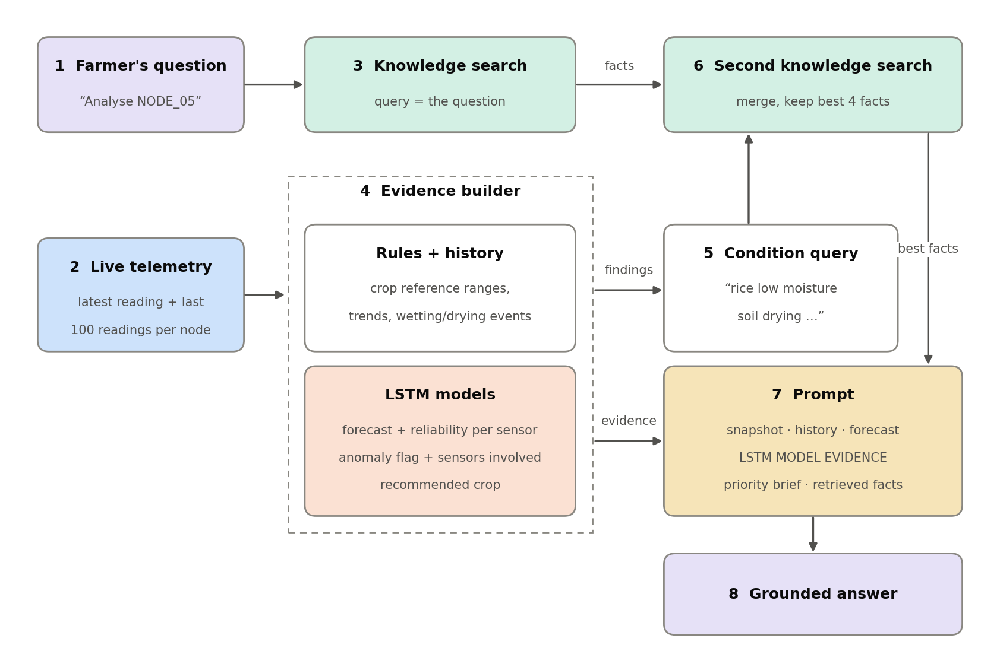 1  Farmer's question
“Analyse NODE_05”
3  Knowledge search
query = the question
facts
6  Second knowledge search
merge, keep best 4 facts
4  Evidence builder
2  Live telemetry
latest reading + last
100 readings per node
Rules + history
crop reference ranges,
trends, wetting/drying events
findings
5  Condition query
“rice low moisture
soil drying ...”
best facts
LSTM models
forecast + reliability per sensor
anomaly flag + sensors involved
recommended crop
evidence
7  Prompt
snapshot · history · forecast
LSTM MODEL EVIDENCE
priority brief · retrieved facts
8  Grounded answer